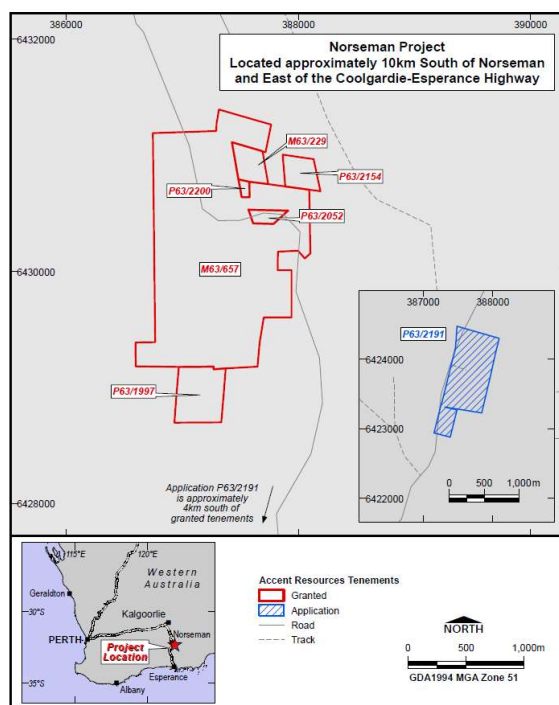 386000
388000
390000
6432000
Norseman Project
Located approximately 10km South of Norseman
and East of the Coolgardie-Esperance Highway
M63/229
P63/2154
P63/2200
P63/2052
6430000
M63/657
387000
388000
P63/2191
6424000
P63/1997
6423000
Application P63/2191
is approximately
4km south of
granted tenements
6422000
0
500
1,000m
6428000
115°E
120°E
Western
Australia
Geraldton
30°S
Kalgoorlie
PERTH
Norseman
Project
Location
Esperance
35°S
Albany
Accent Resources Tenements
Granted
Application
Road
Track
NORTH
0
500
1,000m
GDA1994 MGA Zone 51